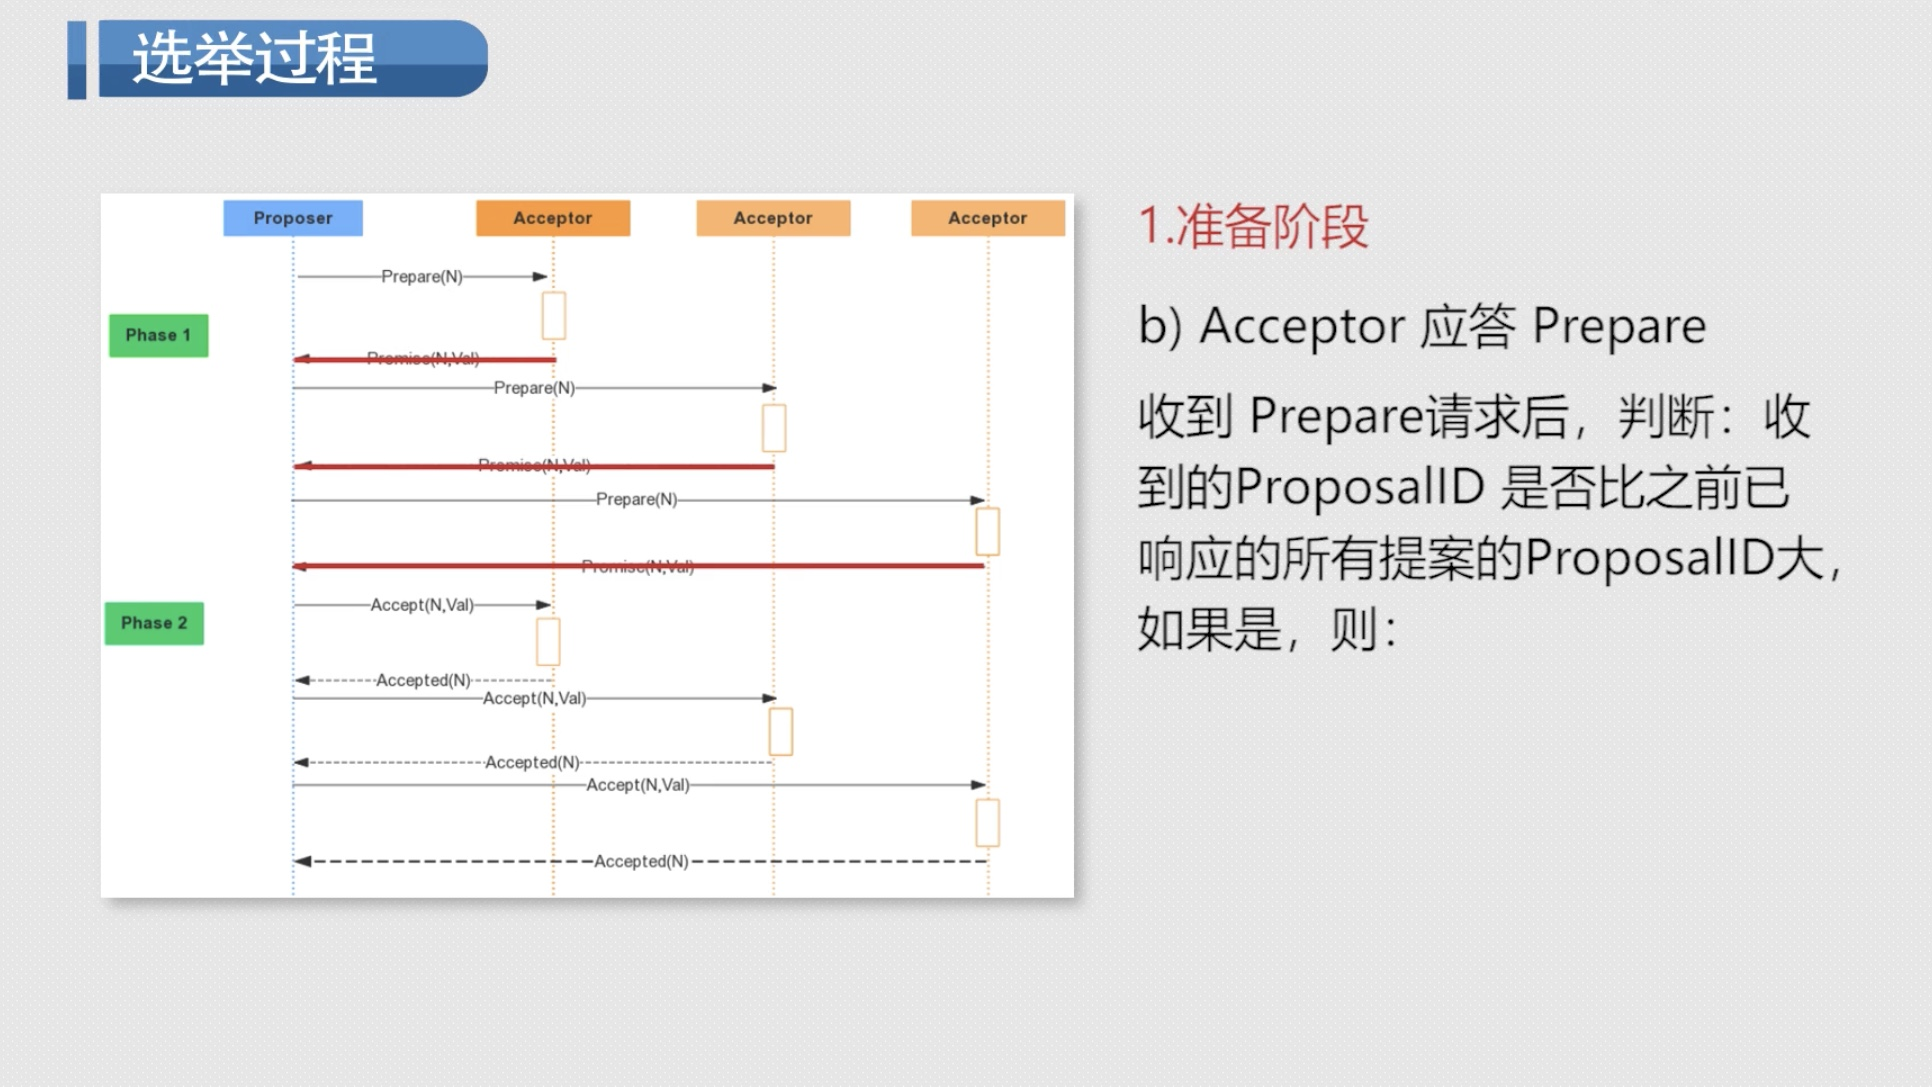 选举过程
Proposer Acceptor Acceptor Acceptor
Prepare(N)
Phase 1
Promise(N,Val)
Prepare(N)
Promise(N,Val)
Prepare(N)
Promise(N,Val)
Accept(N,Val)
Phase 2
Accepted(N)
Accept(N,Val)
Accepted(N)
Accept(N,Val)
Accepted(N)
1.准备阶段
b) Acceptor 应答 Prepare
收到 Prepare请求后，判断：收
到的ProposalID 是否比之前已
响应的所有提案的ProposalID大，
如果是，则：